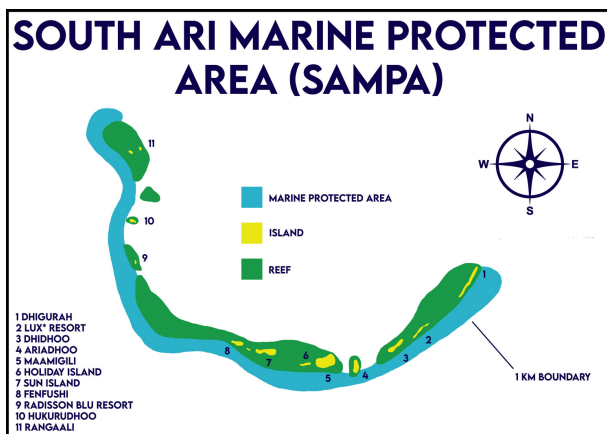 SOUTH ARI MARINE PROTECTED
AREA (SAMPA)
N
W
E
S
11
10
9
8
7
6
5
4
3
2
1
MARINE PROTECTED AREA
ISLAND
REEF
1 KM BOUNDARY
1 DHIGURAH
2 LUX* RESORT
3 DHIDHOO
4 ARIADHOO
5 MAAMIGILI
6 HOLIDAY ISLAND
7 SUN ISLAND
8 FENFUSHI
9 RADISSON BLU RESORT
10 HUKURUDHOO
11 RANGAALI